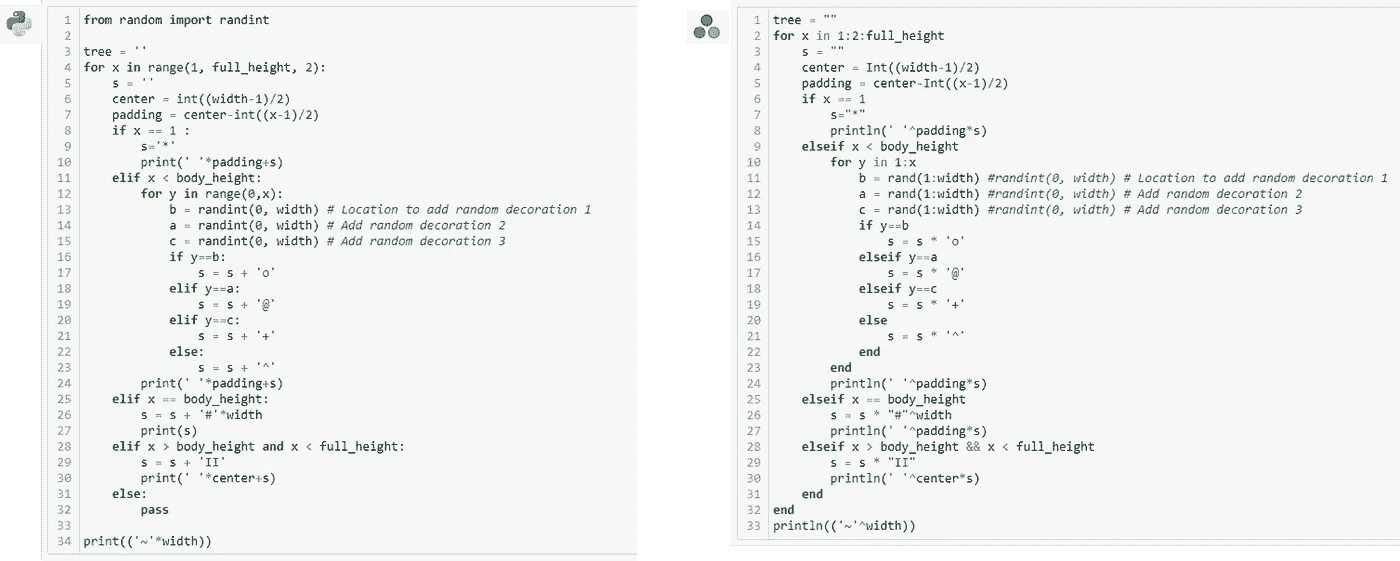 1 from random import randint
2
3 tree = ''
4 for x in range(1, full_height, 2):
5     s = ''
6     center = int((width-1)/2)
7     padding = center-int((x-1)/2)
8     if x == 1 :
9         s='*'
10         print(' '*padding+s)
11     elif x < body_height:
12         for y in range(0,x):
13             b = randint(0, width) # Location to add random decoration 1
14             a = randint(0, width) # Add random decoration 2
15             c = randint(0, width) # Add random decoration 3
16             if y==b:
17                 s = s + 'o'
18             elif y==a:
19                 s = s + '@'
20             elif y==c:
21                 s = s + '+'
22             else:
23                 s = s + '^'
24         print(' '*padding+s)
25     elif x == body_height:
26         s = s + '#'*width
27         print(s)
28     elif x > body_height and x < full_height:
29         s = s + 'II'
30         print(' '*center+s)
31     else:
32         pass
33
34 print(('~'*width))
1 tree = ""
2 for x in 1:2:full_height
3     s = ""
4     center = Int((width-1)/2)
5     padding = center-Int((x-1)/2)
6     if x == 1
7         s="*"
8         println(' '^padding*s)
9     elseif x < body_height
10         for y in 1:x
11             b = rand(1:width) #randint(0, width) # Location to add random decoration 1
12             a = rand(1:width) #randint(0, width) # Add random decoration 2
13             c = rand(1:width) #randint(0, width) # Add random decoration 3
14             if y==b
15                 s = s * 'o'
16             elseif y==a
17                 s = s * '@'
18             elseif y==c
19                 s = s * '+'
20             else
21                 s = s * '^'
22             end
23         end
24         println(' '^padding*s)
25     elseif x == body_height
26         s = s * "#"^width
27         println(' '^padding*s)
28     elseif x > body_height && x < full_height
29         s = s * "II"
30         println(' '^center*s)
31     end
32 end
33 println(('~'^width))